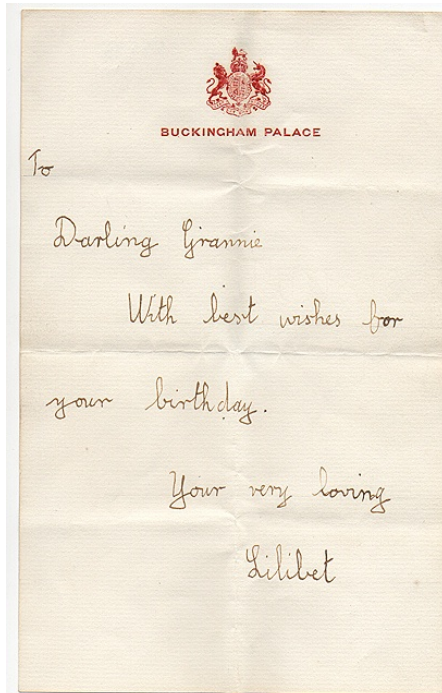 BUCKINGHAM PALACE
To
Darling Grannie
With best wishes for
your birthday.
Your very loving
Lilibet